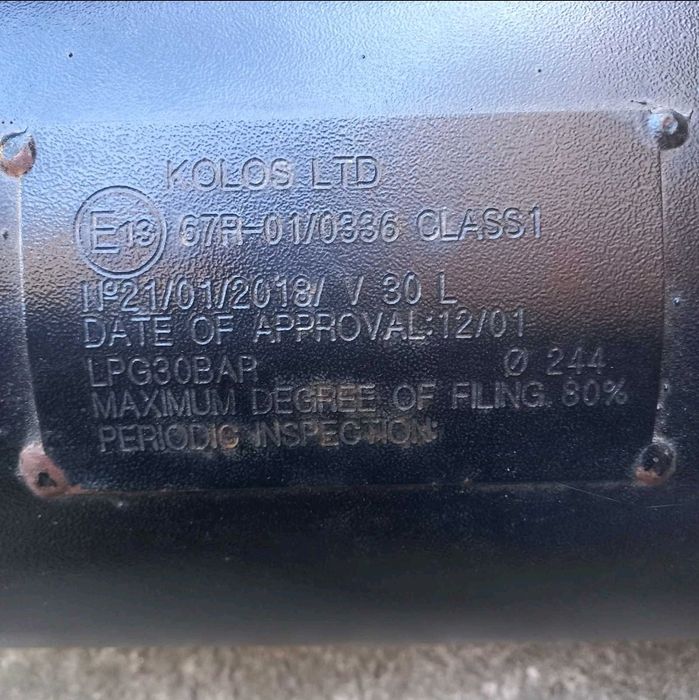 KOLOS LTD
E13 67R-01/0336 CLASS1
Nº21/01/2018/ V 30 L
DATE OF APPROVAL:12/01
LPG30BAR Ø 244
MAXIMUM DEGREE OF FILING 80%
PERIODIC INSPECTION: